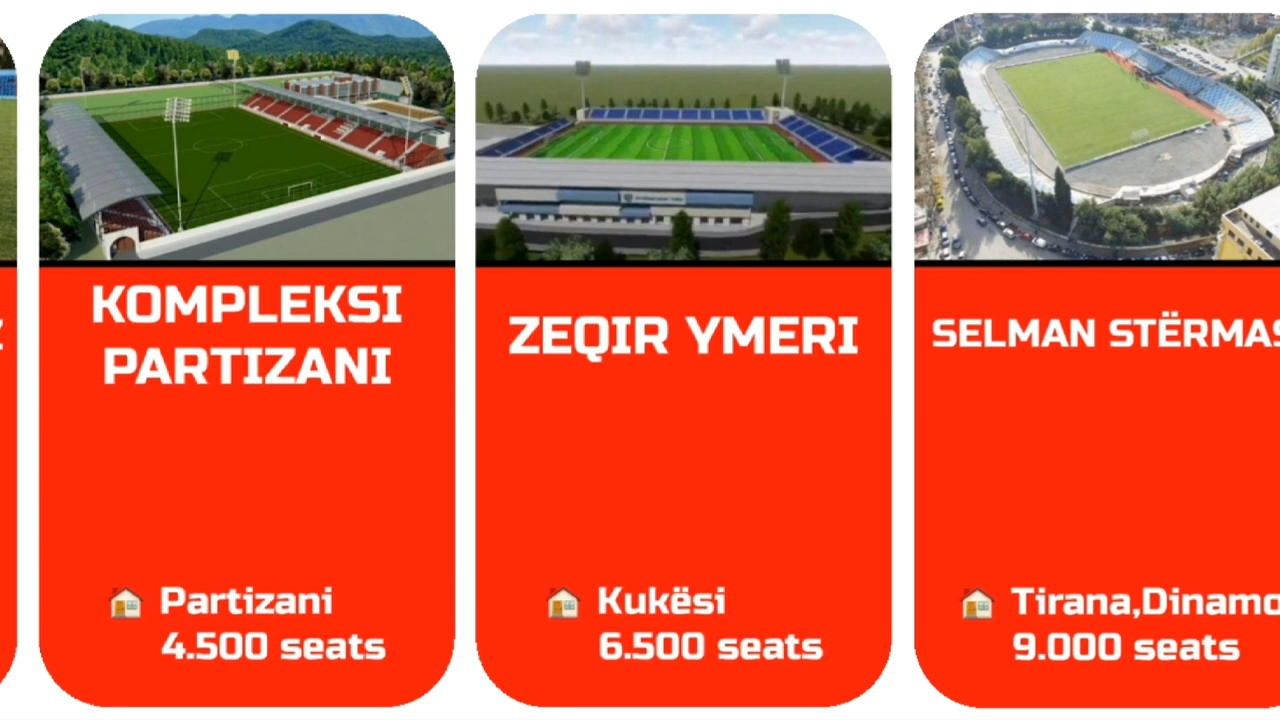 KOMPLEKSI
PARTIZANI
Partizani
4.500 seats
ZEQIR YMERI
Kukësi
6.500 seats
SELMAN STËRMAS
Tirana,Dinamo
9.000 seats